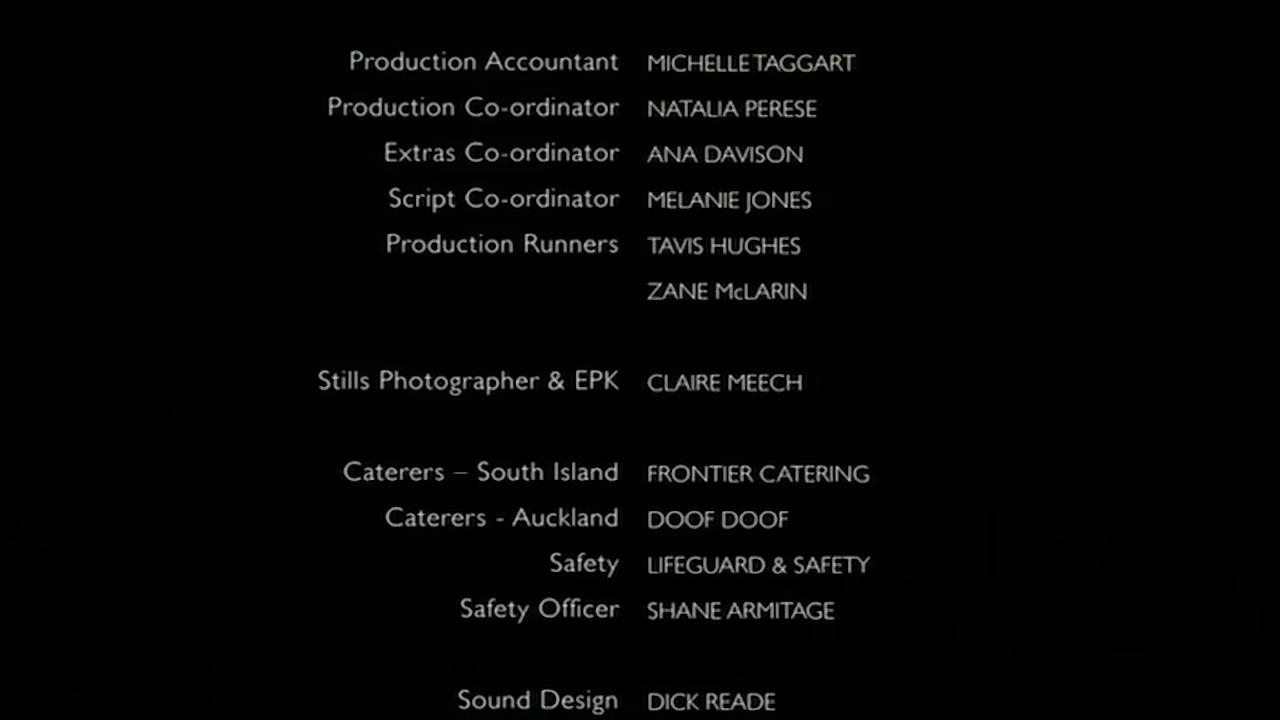 Production Accountant MICHELLE TAGGART
Production Co-ordinator NATALIA PERESE
Extras Co-ordinator ANA DAVISON
Script Co-ordinator MELANIE JONES
Production Runners TAVIS HUGHES
ZANE McLARIN
Stills Photographer & EPK CLAIRE MEECH
Caterers – South Island FRONTIER CATERING
Caterers - Auckland DOOF DOOF
Safety LIFEGUARD & SAFETY
Safety Officer SHANE ARMITAGE
Sound Design DICK READE